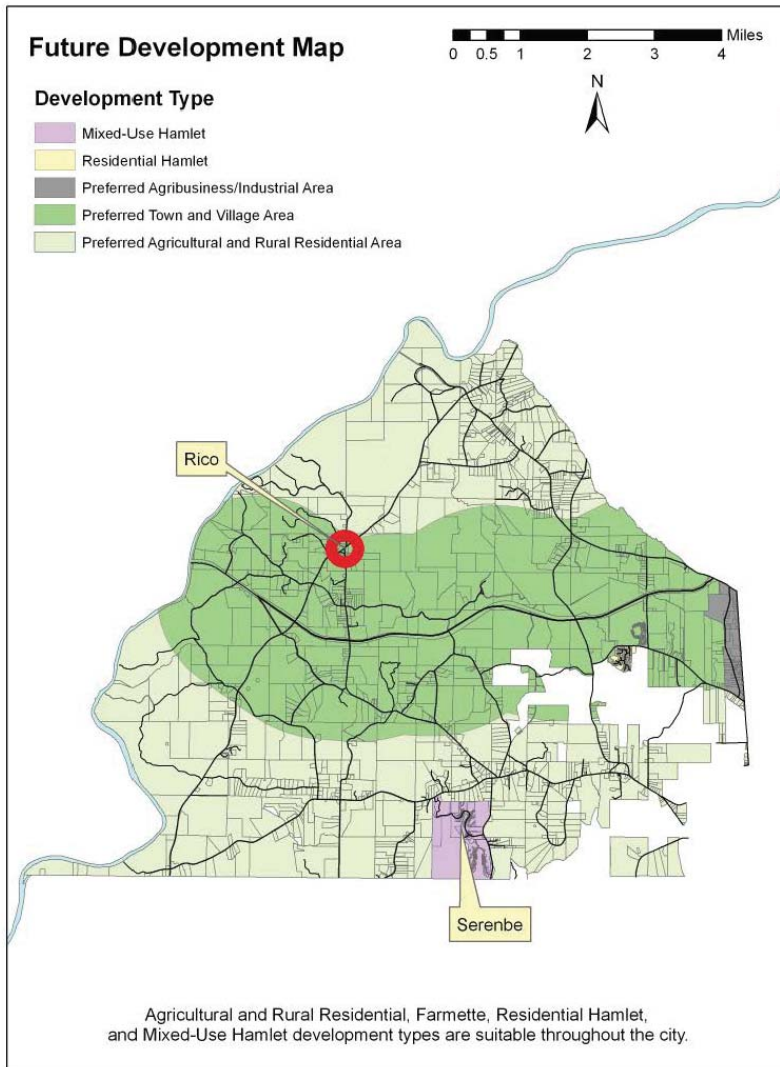 Future Development Map
0 0.5 1 2 3 4 Miles
N
Development Type
Mixed-Use Hamlet
Residential Hamlet
Preferred Agribusiness/Industrial Area
Preferred Town and Village Area
Preferred Agricultural and Rural Residential Area
Rico
Serenbe
Agricultural and Rural Residential, Farmette, Residential Hamlet,
and Mixed-Use Hamlet development types are suitable throughout the city.